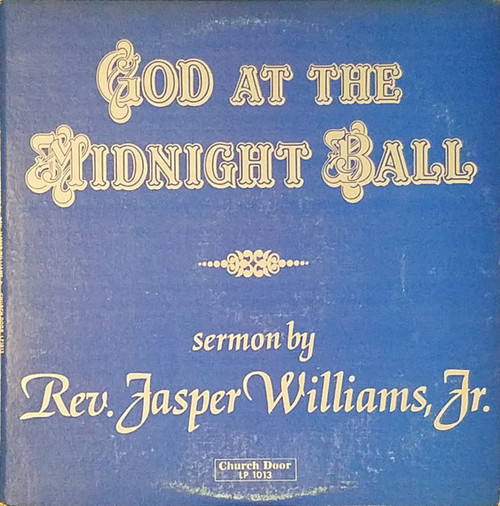 GOD AT THE
MIDNIGHT BALL
sermon by
Rev. Jasper Williams, Jr.
Church Door
LP 1013